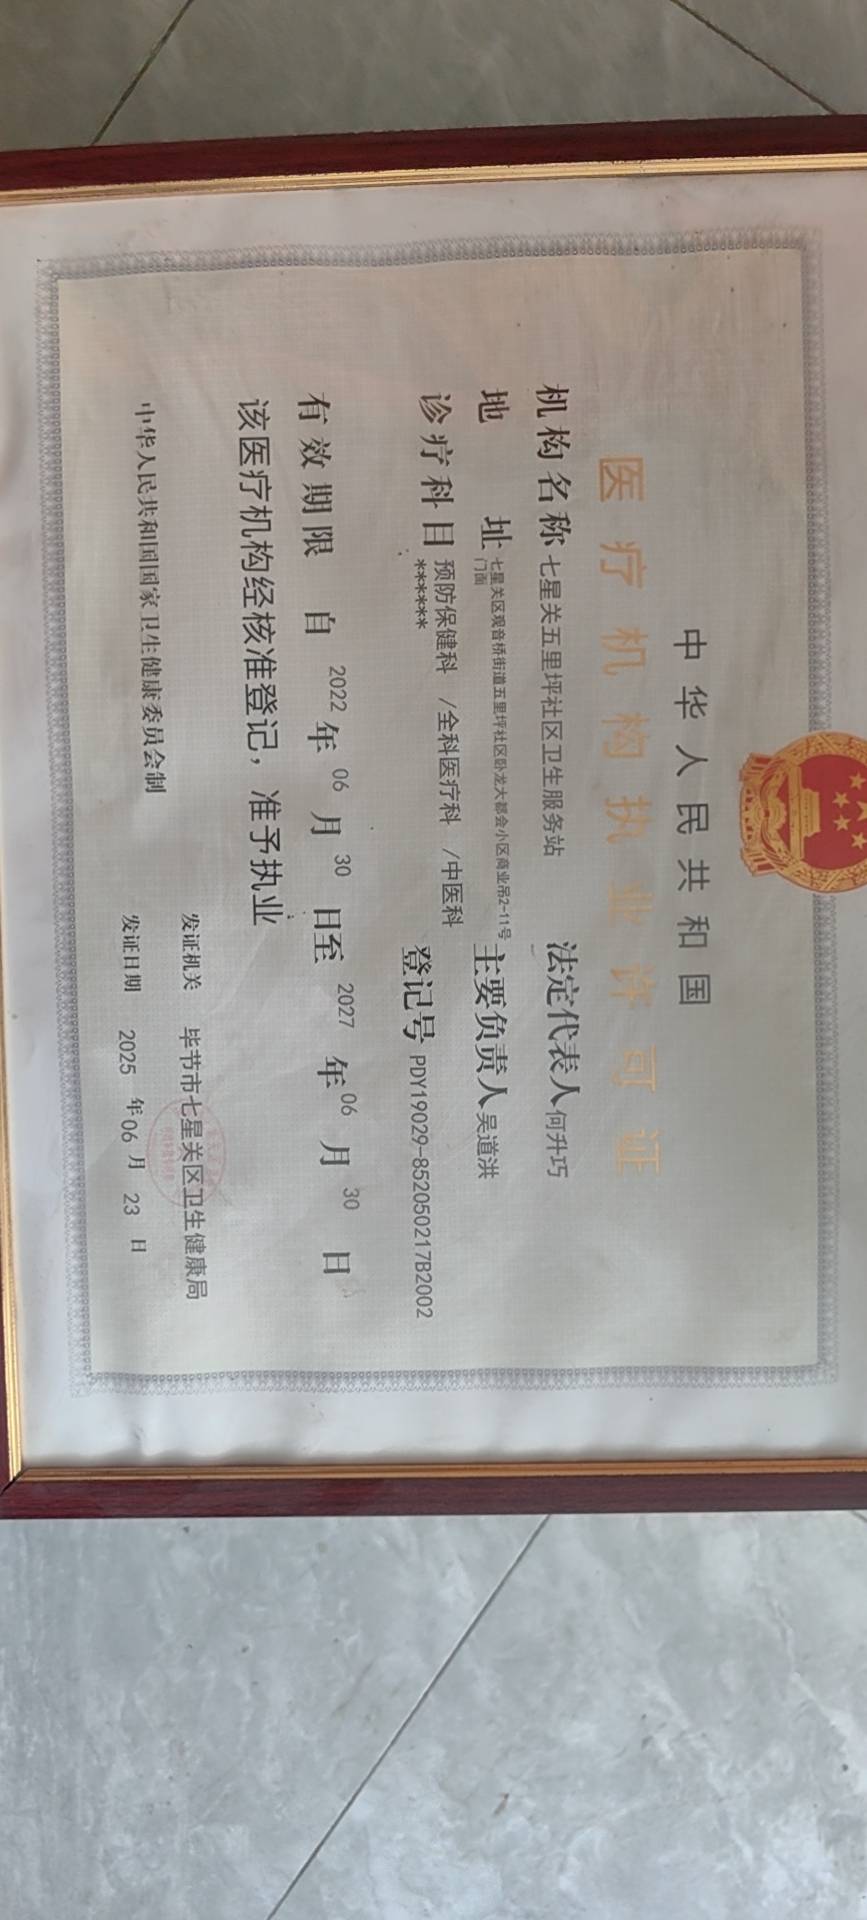 中华人民共和国
医疗机构执业许可证
机构名称 七星关五里坪社区卫生服务站 法定代表人 何升巧
地 址 七星关区观音桥街道五里坪社区卧龙大都会小区商业吊2-11号
门面
主要负责人 吴道洪
诊疗科目 预防保健科 /全科医疗科 /中医科
******
登记号 PDY19029-852050217B2002
有效期限 自 2022 年 06 月 30 日至 2027 年 06 月 30 日
该医疗机构经核准登记，准予执业
发证机关 毕节市七星关区卫生健康局
中华人民共和国国家卫生健康委员会制
发证日期 2025 年 06 月 23 日